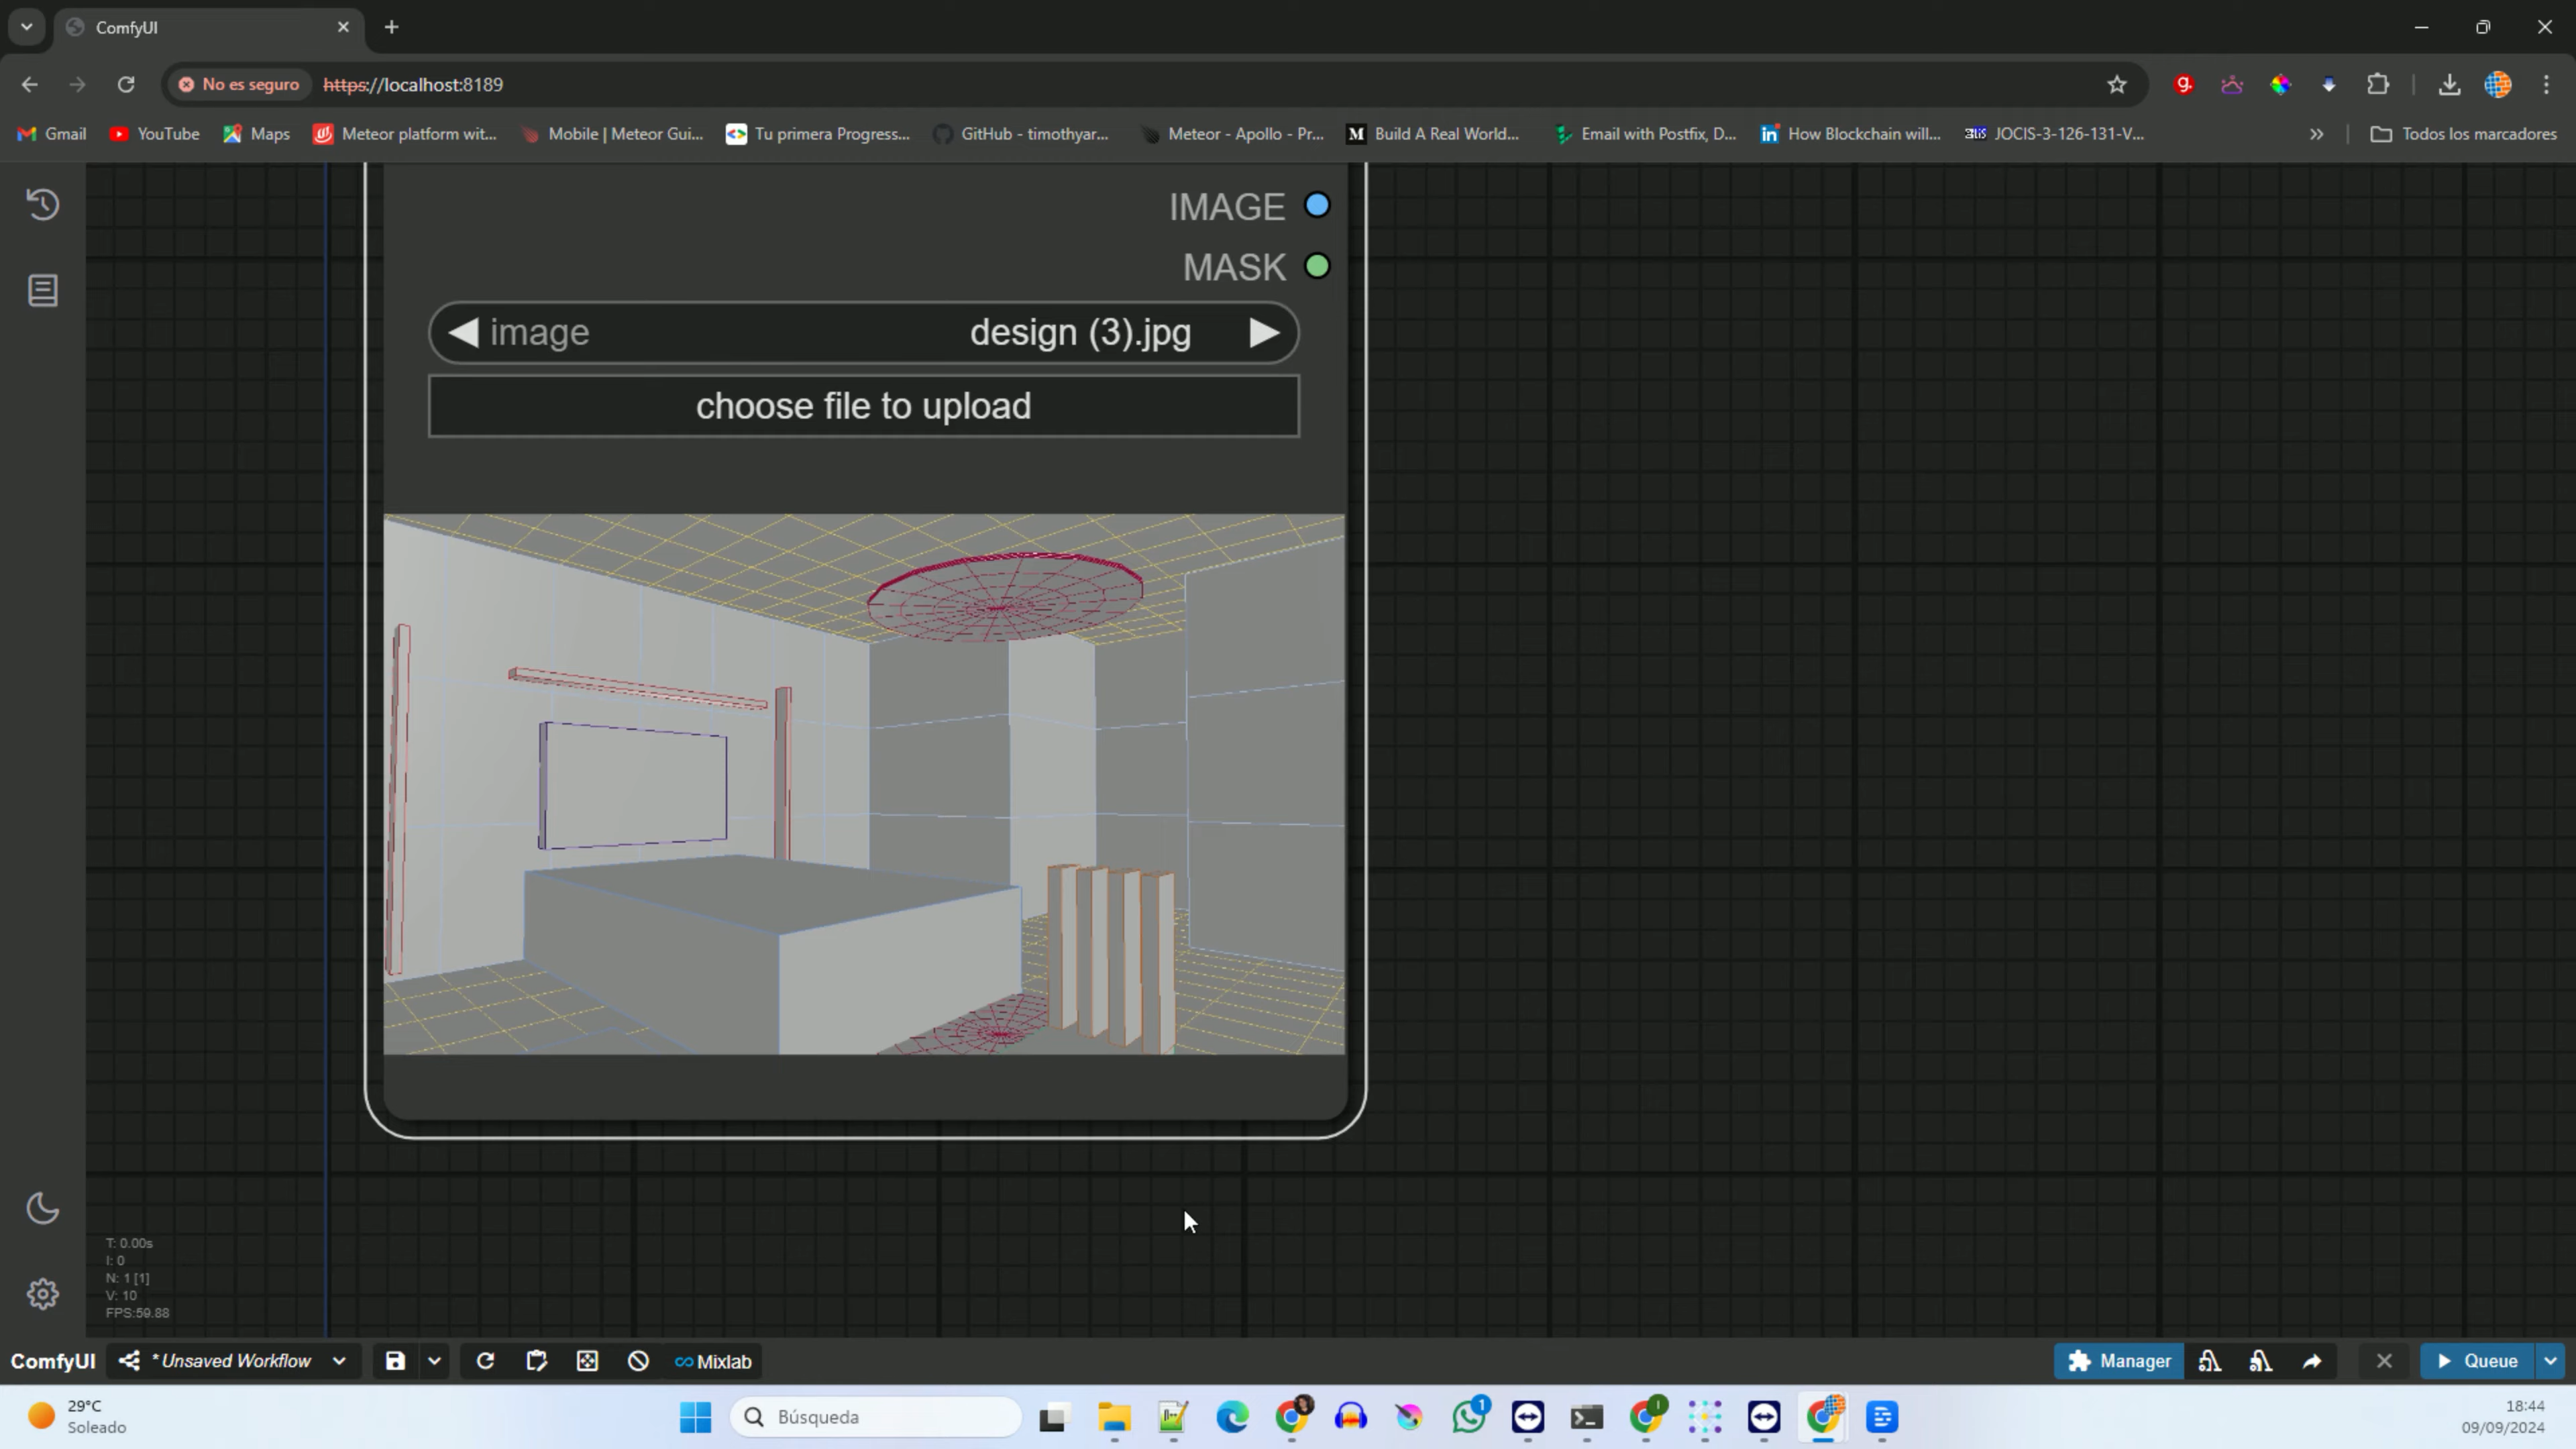 ComfyUI
No es seguro https://localhost:8189
Gmail YouTube Maps Meteor platform wit... Mobile | Meteor Gui... Tu primera Progress... GitHub - timothyar... Meteor - Apollo - Pr... M Build A Real World... Email with Postfix, D... in How Blockchain will... JOCIS-3-126-131-V... Todos los marcadores
IMAGE
MASK
image design (3).jpg
choose file to upload
T: 0.00s
I: 0
N: 1 [1]
V: 10
FPS:59.88
ComfyUI * Unsaved Workflow Mixlab Manager Queue
29°C
Soleado
Búsqueda
1
18:44
09/09/2024